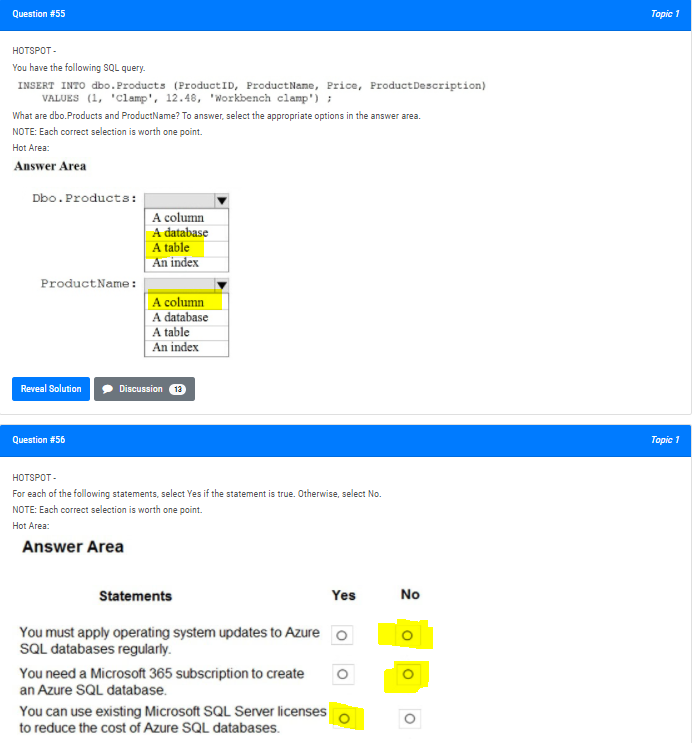 Question #55 Topic 1
HOTSPOT -
You have the following SQL query.
INSERT INTO dbo.Products (ProductID, ProductName, Price, ProductDescription)
VALUES (1, 'Clamp', 12.48, 'Workbench clamp') ;
What are dbo.Products and ProductName? To answer, select the appropriate options in the answer area.
NOTE: Each correct selection is worth one point.
Hot Area:
Answer Area
Dbo.Products:
A column
A database
A table
An index
ProductName:
A column
A database
A table
An index
Reveal Solution Discussion 13
Question #56 Topic 1
HOTSPOT -
For each of the following statements, select Yes if the statement is true. Otherwise, select No.
NOTE: Each correct selection is worth one point.
Hot Area:
Answer Area
Statements Yes No
You must apply operating system updates to Azure
SQL databases regularly.
You need a Microsoft 365 subscription to create
an Azure SQL database.
You can use existing Microsoft SQL Server licenses
to reduce the cost of Azure SQL databases.